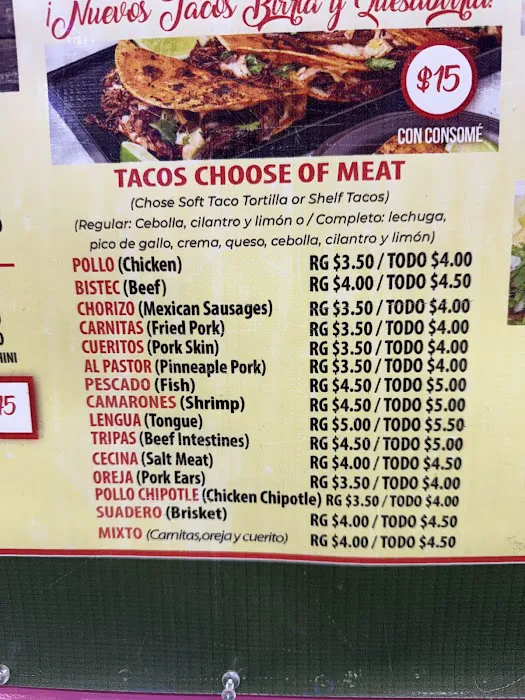 ¡Nuevos Tacos Birria y Quesabirria!
$15
CON CONSOMÉ
TACOS CHOOSE OF MEAT
(Chose Soft Taco Tortilla or Shelf Tacos)
(Regular: Cebolla, cilantro y limón o / Completo: lechuga,
pico de gallo, crema, queso, cebolla, cilantro y limón)
POLLO (Chicken) RG $3.50 / TODO $4.00
BISTEC (Beef) RG $4.00 / TODO $4.50
CHORIZO (Mexican Sausages) RG $3.50 / TODO $4.00
CARNITAS (Fried Pork) RG $3.50 / TODO $4.00
CUERITOS (Pork Skin) RG $3.50 / TODO $4.00
AL PASTOR (Pinneaple Pork) RG $3.50 / TODO $4.00
PESCADO (Fish) RG $4.50 / TODO $5.00
CAMARONES (Shrimp) RG $4.50 / TODO $5.00
LENGUA (Tongue) RG $5.00 / TODO $5.50
TRIPAS (Beef Intestines) RG $4.50 / TODO $5.00
CECINA (Salt Meat) RG $4.00 / TODO $4.50
OREJA (Pork Ears) RG $3.50 / TODO $4.00
POLLO CHIPOTLE (Chicken Chipotle) RG $3.50 / TODO $4.00
SUADERO (Brisket) RG $4.00 / TODO $4.50
MIXTO (Carnitas,oreja y cuerito) RG $4.00 / TODO $4.50